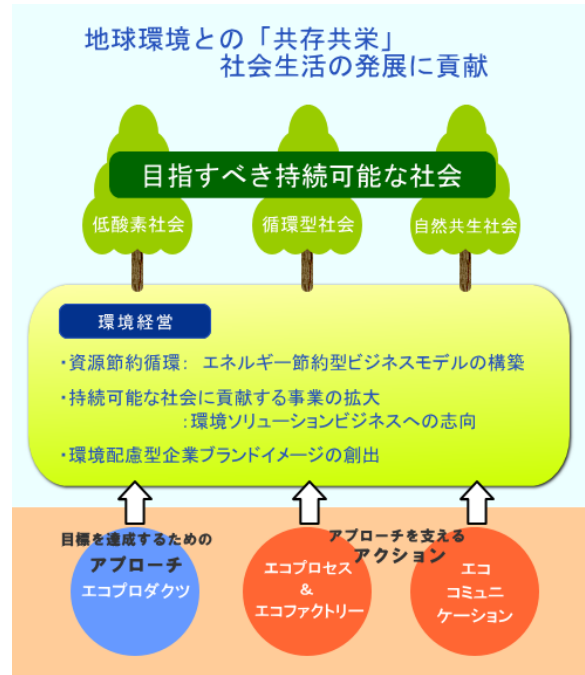 地球環境との「共存共栄」
社会生活の発展に貢献
目指すべき持続可能な社会
低酸素社会
循環型社会
自然共生社会
環境経営
・資源節約循環： エネルギー節約型ビジネスモデルの構築
・持続可能な社会に貢献する事業の拡大
：環境ソリューションビジネスへの志向
・環境配慮型企業ブランドイメージの創出
目標を達成するための
アプローチ
エコプロダクツ
アプローチを支える
アクション
エコプロセス
&
エコファクトリー
エコ
コミュニ
ケーション